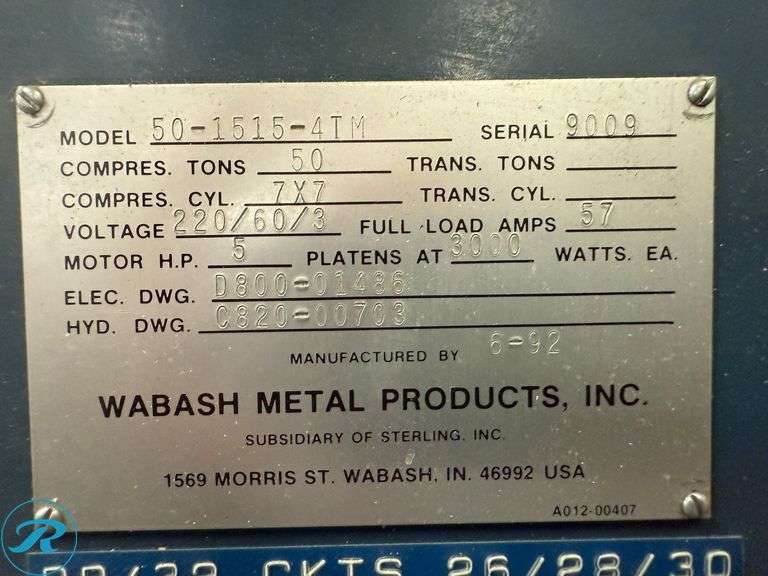 MODEL 50-1515-4TM SERIAL 9009
COMPRES. TONS 50 TRANS. TONS
COMPRES. CYL. 7X7 TRANS. CYL.
VOLTAGE 220/60/3 FULL LOAD AMPS 57
MOTOR H.P. 5 PLATENS AT 3000 WATTS. EA.
ELEC. DWG. D800-01486
HYD. DWG. C820-00703
MANUFACTURED BY 6-92
WABASH METAL PRODUCTS, INC.
SUBSIDIARY OF STERLING, INC.
1569 MORRIS ST. WABASH, IN. 46992 USA
A012-00407
R
CKTS 26/28/30